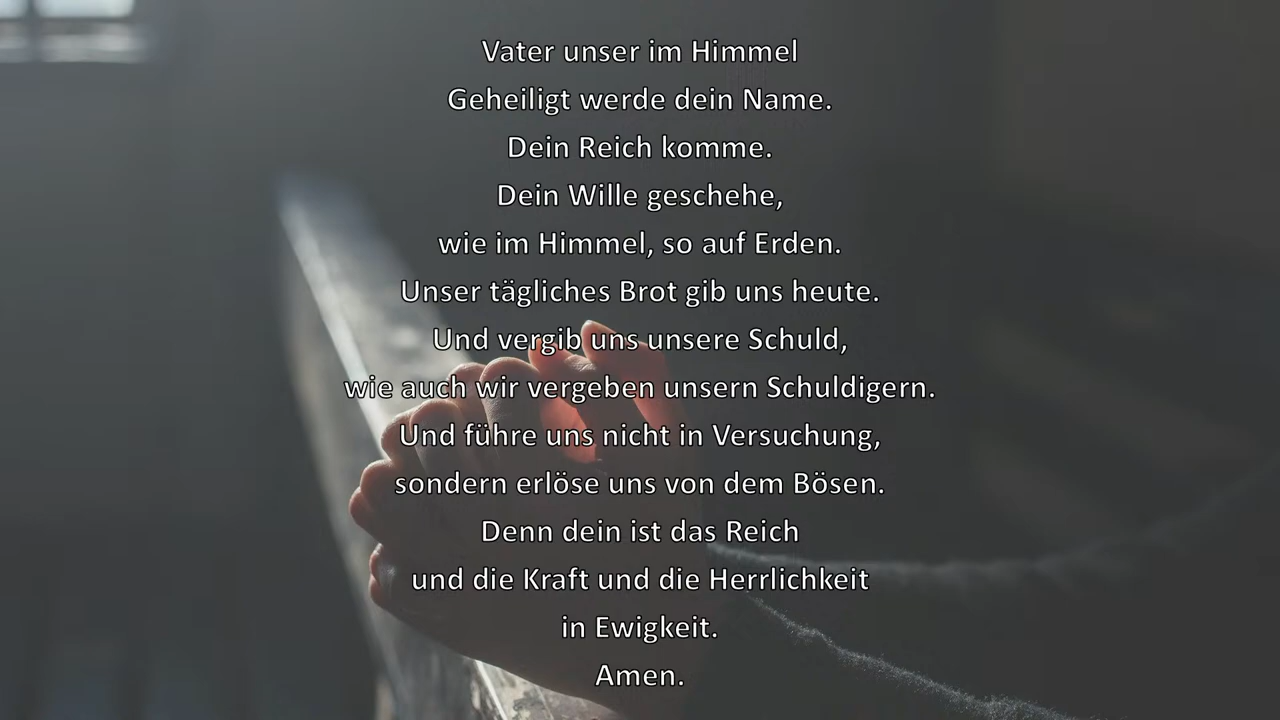 Vater unser im Himmel
Geheiligt werde dein Name.
Dein Reich komme.
Dein Wille geschehe,
wie im Himmel, so auf Erden.
Unser tägliches Brot gib uns heute.
Und vergib uns unsere Schuld,
wie auch wir vergeben unsern Schuldigern.
Und führe uns nicht in Versuchung,
sondern erlöse uns von dem Bösen.
Denn dein ist das Reich
und die Kraft und die Herrlichkeit
in Ewigkeit.
Amen.